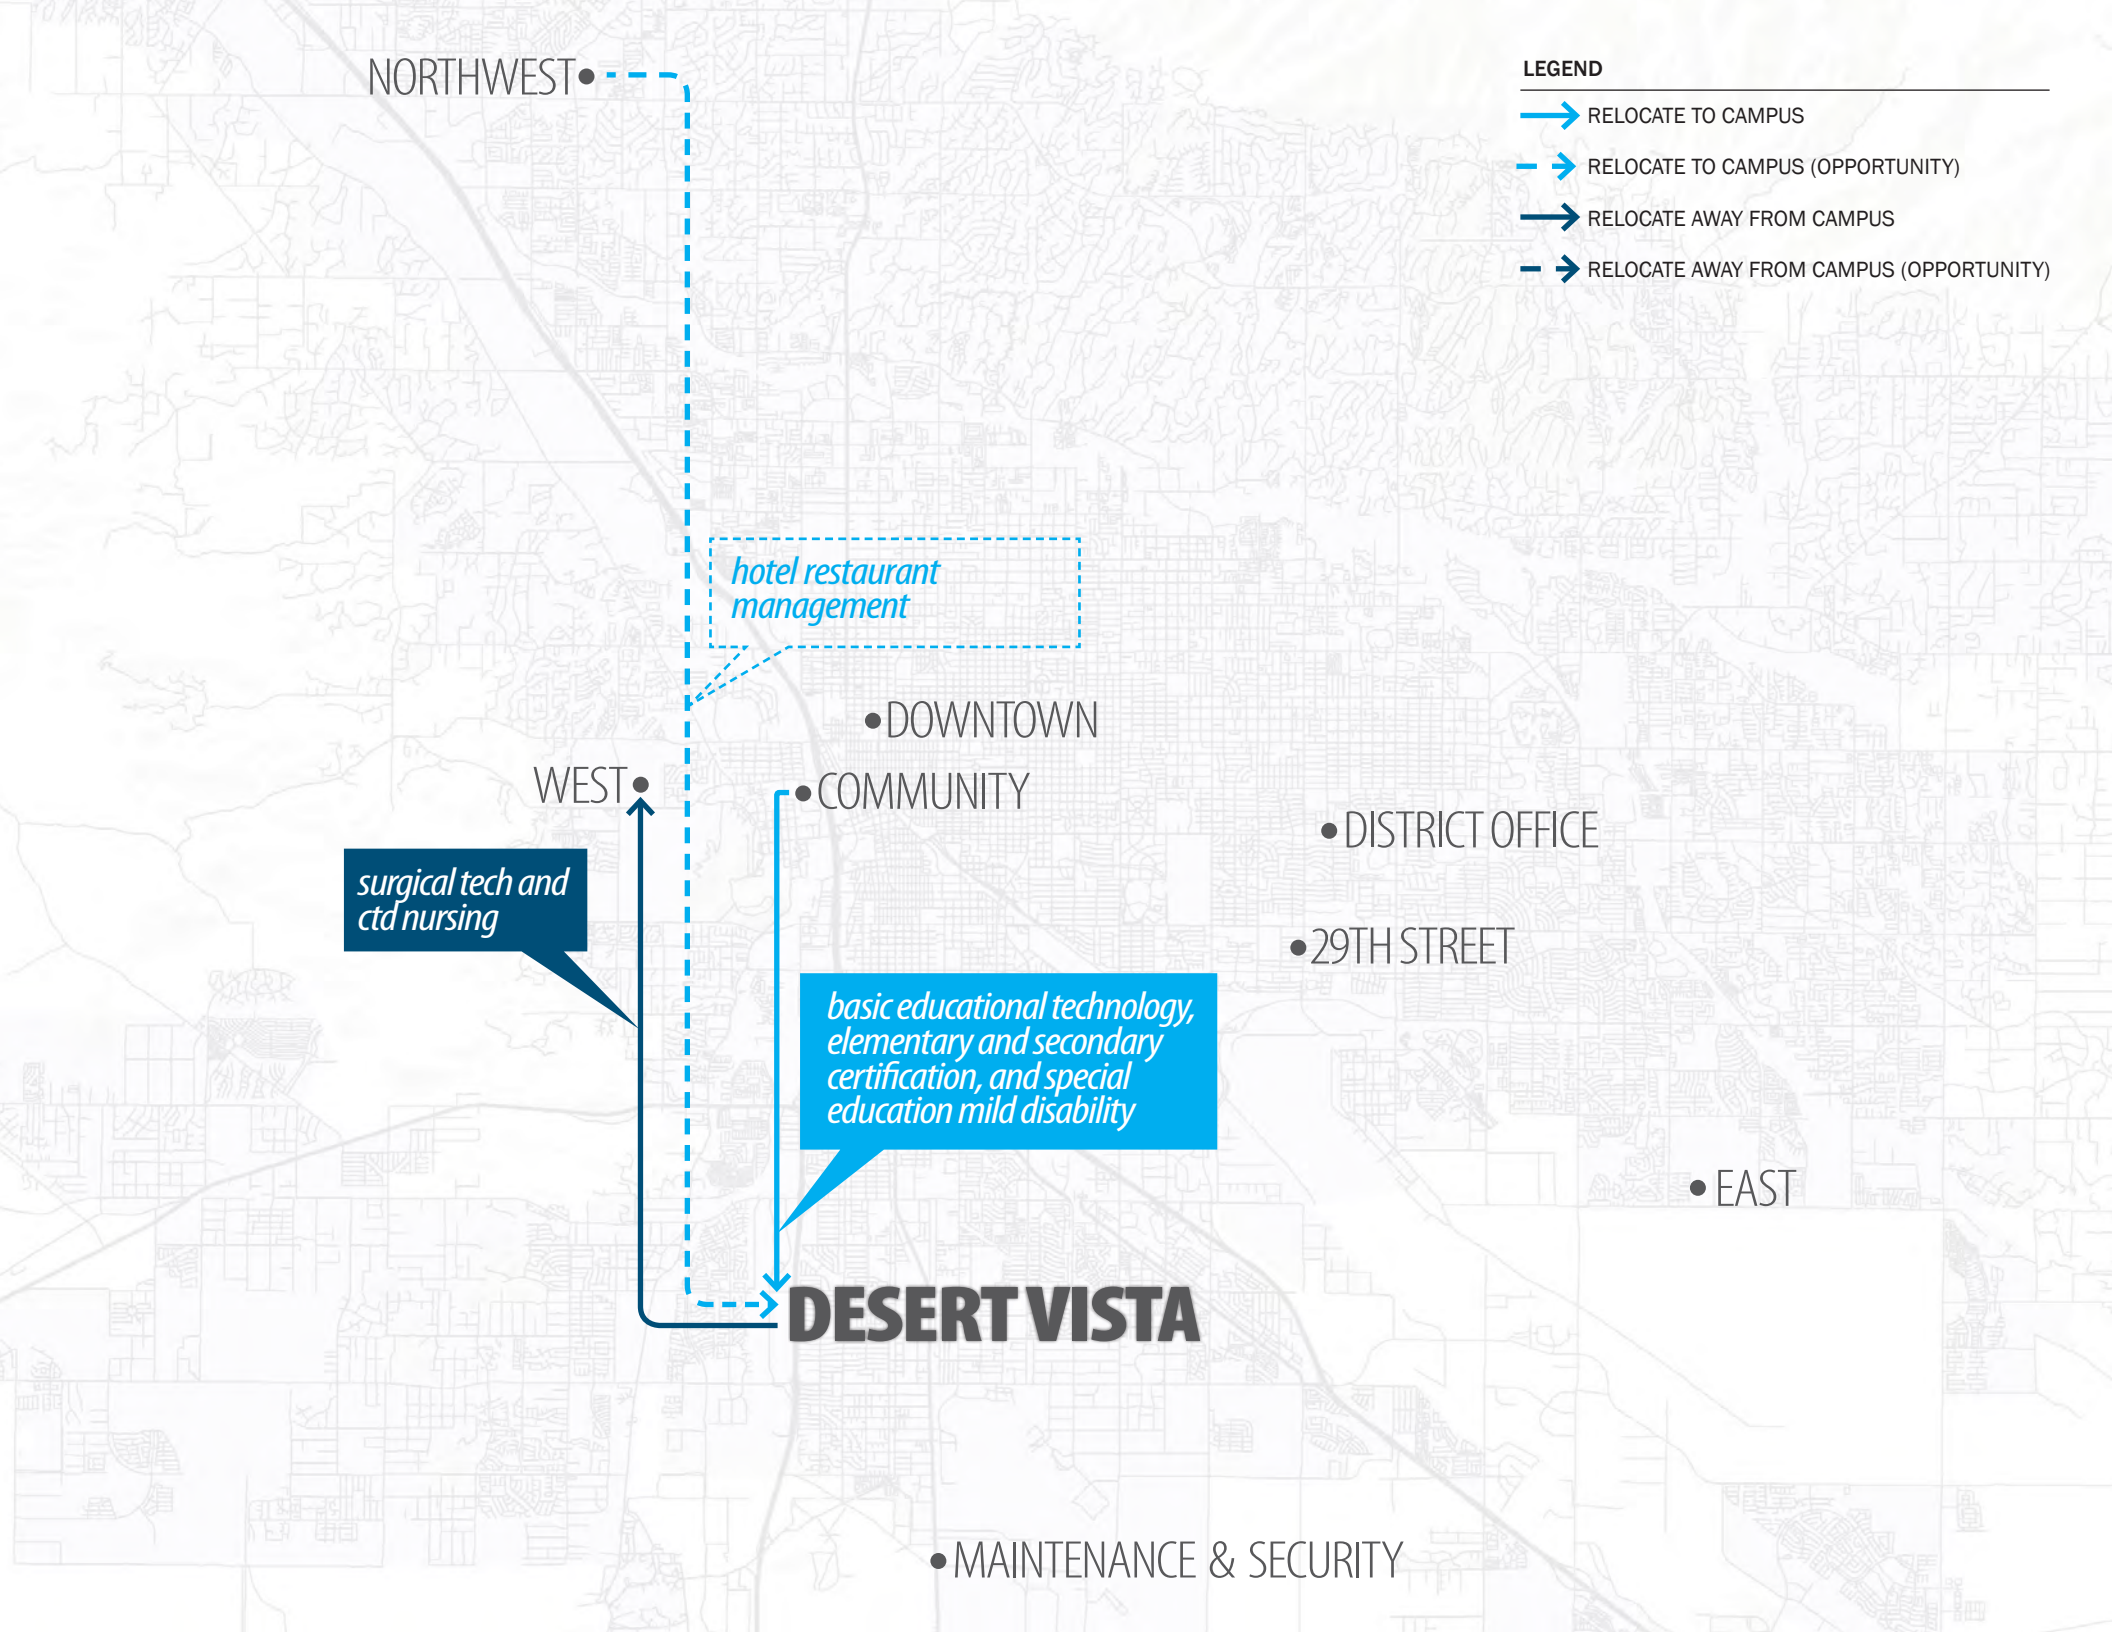 NORTHWEST
LEGEND
RELOCATE TO CAMPUS
RELOCATE TO CAMPUS (OPPORTUNITY)
RELOCATE AWAY FROM CAMPUS
RELOCATE AWAY FROM CAMPUS (OPPORTUNITY)
hotel restaurant
management
DOWNTOWN
WEST
COMMUNITY
DISTRICT OFFICE
surgical tech and
ctd nursing
29TH STREET
basic educational technology,
elementary and secondary
certification, and special
education mild disability
EAST
DESERT VISTA
MAINTENANCE & SECURITY